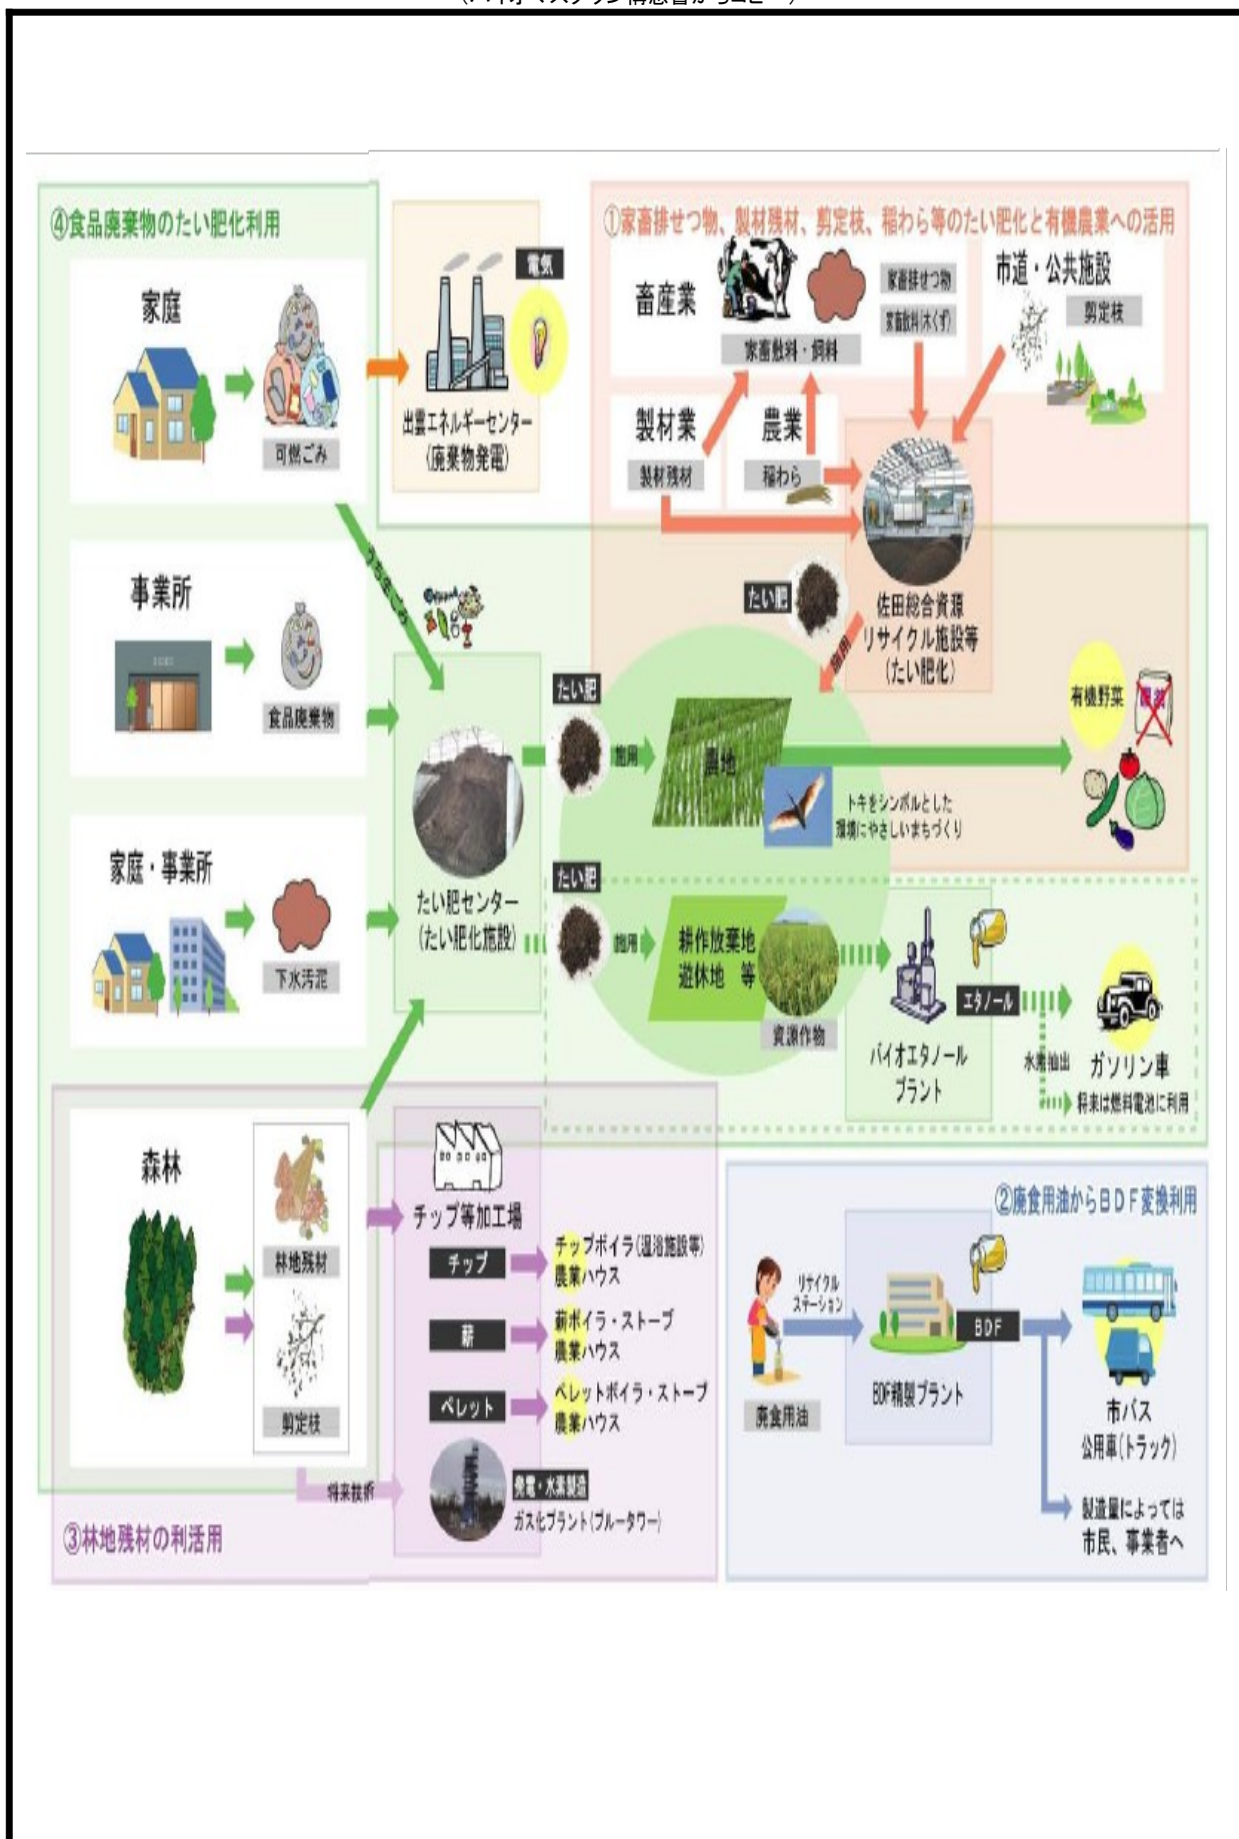 ④食品廃棄物のたい肥化利用
家庭
可燃ごみ
電気
出雲エネルギーセンター
(廃棄物発電)
①家畜排せつ物、製材残材、剪定枝、稲わら等のたい肥化と有機農業への活用
畜産業
家畜敷料・飼料
家畜排せつ物
家畜飲料(木くず)
市道・公共施設
剪定枝
製材業
製材残材
農業
稲わら
佐田総合資源
リサイクル施設等
(たい肥化)
たい肥
施用
うち生ごみ
事業所
食品廃棄物
家庭・事業所
下水汚泥
たい肥センター
(たい肥化施設)
たい肥
施用
農地
トキをシンボルとした
環境にやさしいまちづくり
有機野菜
たい肥
施用
耕作放棄地
遊休地 等
資源作物
バイオエタノール
プラント
エタノール
水素抽出
ガソリン車
将来は燃料電池に利用
森林
林地残材
剪定枝
将来技術
チップ等加工場
チップ
チップボイラ(温浴施設等)
農業ハウス
薪
薪ボイラ・ストーブ
農業ハウス
ペレット
ペレットボイラ・ストーブ
農業ハウス
発電・水素製造
ガス化プラント(ブルータワー)
③林地残材の利活用
②廃食用油からBDF変換利用
廃食用油
リサイクル
ステーション
BDF精製プラント
BDF
市バス
公用車(トラック)
製造量によっては
市民、事業者へ